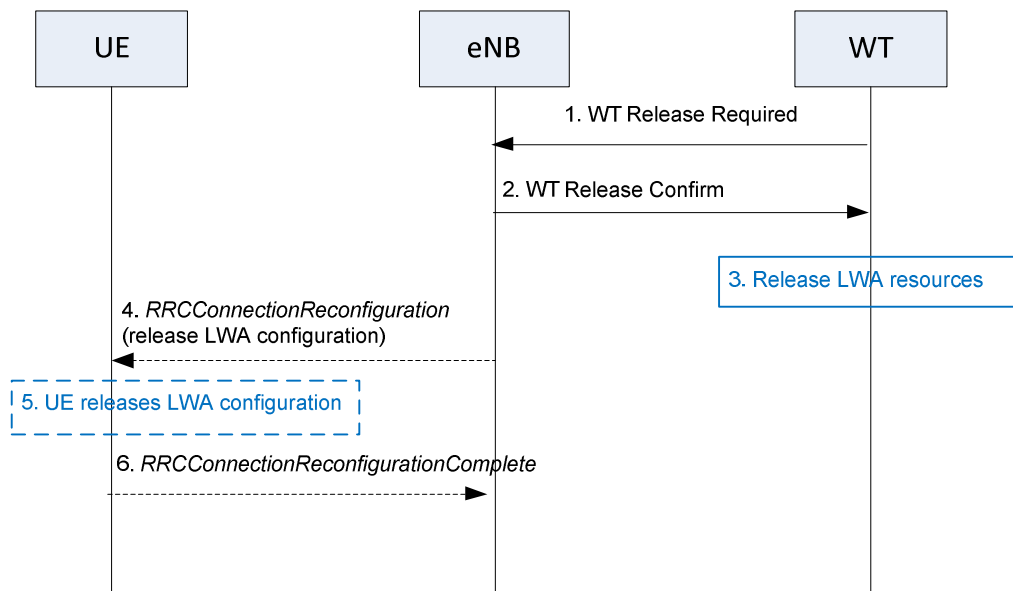 UE
eNB
WT
1. WT Release Required
2. WT Release Confirm
3. Release LWA resources
4. RRCConnectionReconfiguration
(release LWA configuration)
5. UE releases LWA configuration
6. RRCConnectionReconfigurationComplete